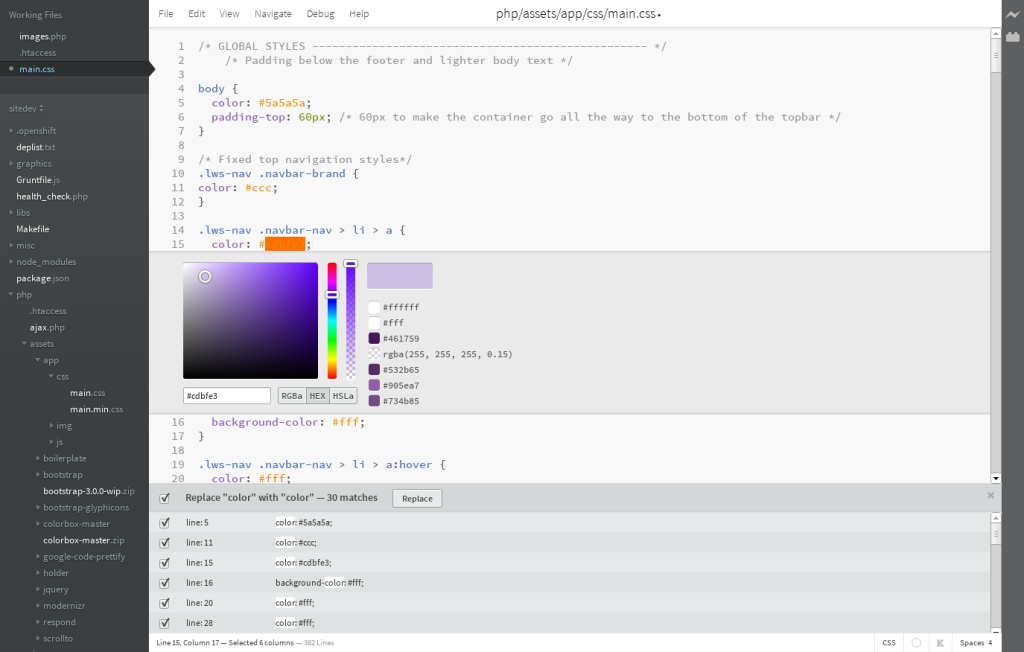 Working Files
images.php
.htaccess
main.css
sitedev
.openshift
deplist.txt
graphics
Gruntfile.js
health_check.php
libs
Makefile
misc
node_modules
package.json
php
.htaccess
ajax.php
assets
app
css
main.css
main.min.css
img
js
boilerplate
bootstrap
bootstrap-3.0.0-wip.zip
bootstrap-glyphicons
colorbox-master
colorbox-master.zip
google-code-prettify
holder
jquery
modernizr
respond
scrollto
File Edit View Navigate Debug Help
php/assets/app/css/main.css•
1 /* GLOBAL STYLES -------------------------------------------------- */
2 /* Padding below the footer and lighter body text */
3
4 body {
5 color: #5a5a5a;
6 padding-top: 60px; /* 60px to make the container go all the way to the bottom of the topbar */
7 }
8
9 /* Fixed top navigation styles*/
10 .lws-nav .navbar-brand {
11 color: #ccc;
12 }
13
14 .lws-nav .navbar-nav > li > a {
15 color: #cdbfe3;
#ffffff
#fff
#461759
rgba(255, 255, 255, 0.15)
#532b65
#905ea7
#734b85
#cdbfe3 RGBa HEX HSLa
16 background-color: #fff;
17 }
18
19 .lws-nav .navbar-nav > li > a:hover {
20 color: #fff;
Replace "color" with "color" — 30 matches Replace
line: 5 color: #5a5a5a;
line: 11 color: #ccc;
line: 15 color: #cdbfe3;
line: 16 background-color: #fff;
line: 20 color: #fff;
line: 28 color: #fff;
Line 15, Column 17 — Selected 6 columns — 382 Lines
CSS
Spaces 4